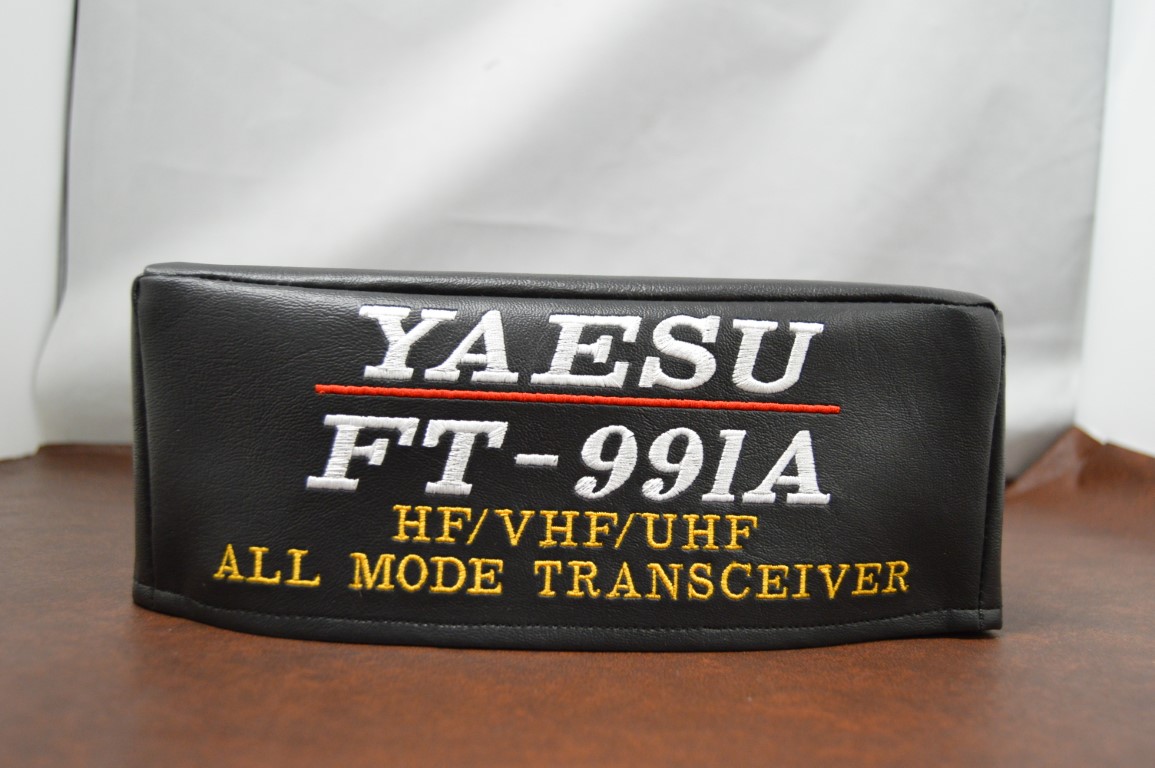 YAESU
FT-991A
HF/VHF/UHF
ALL MODE TRANSCEIVER